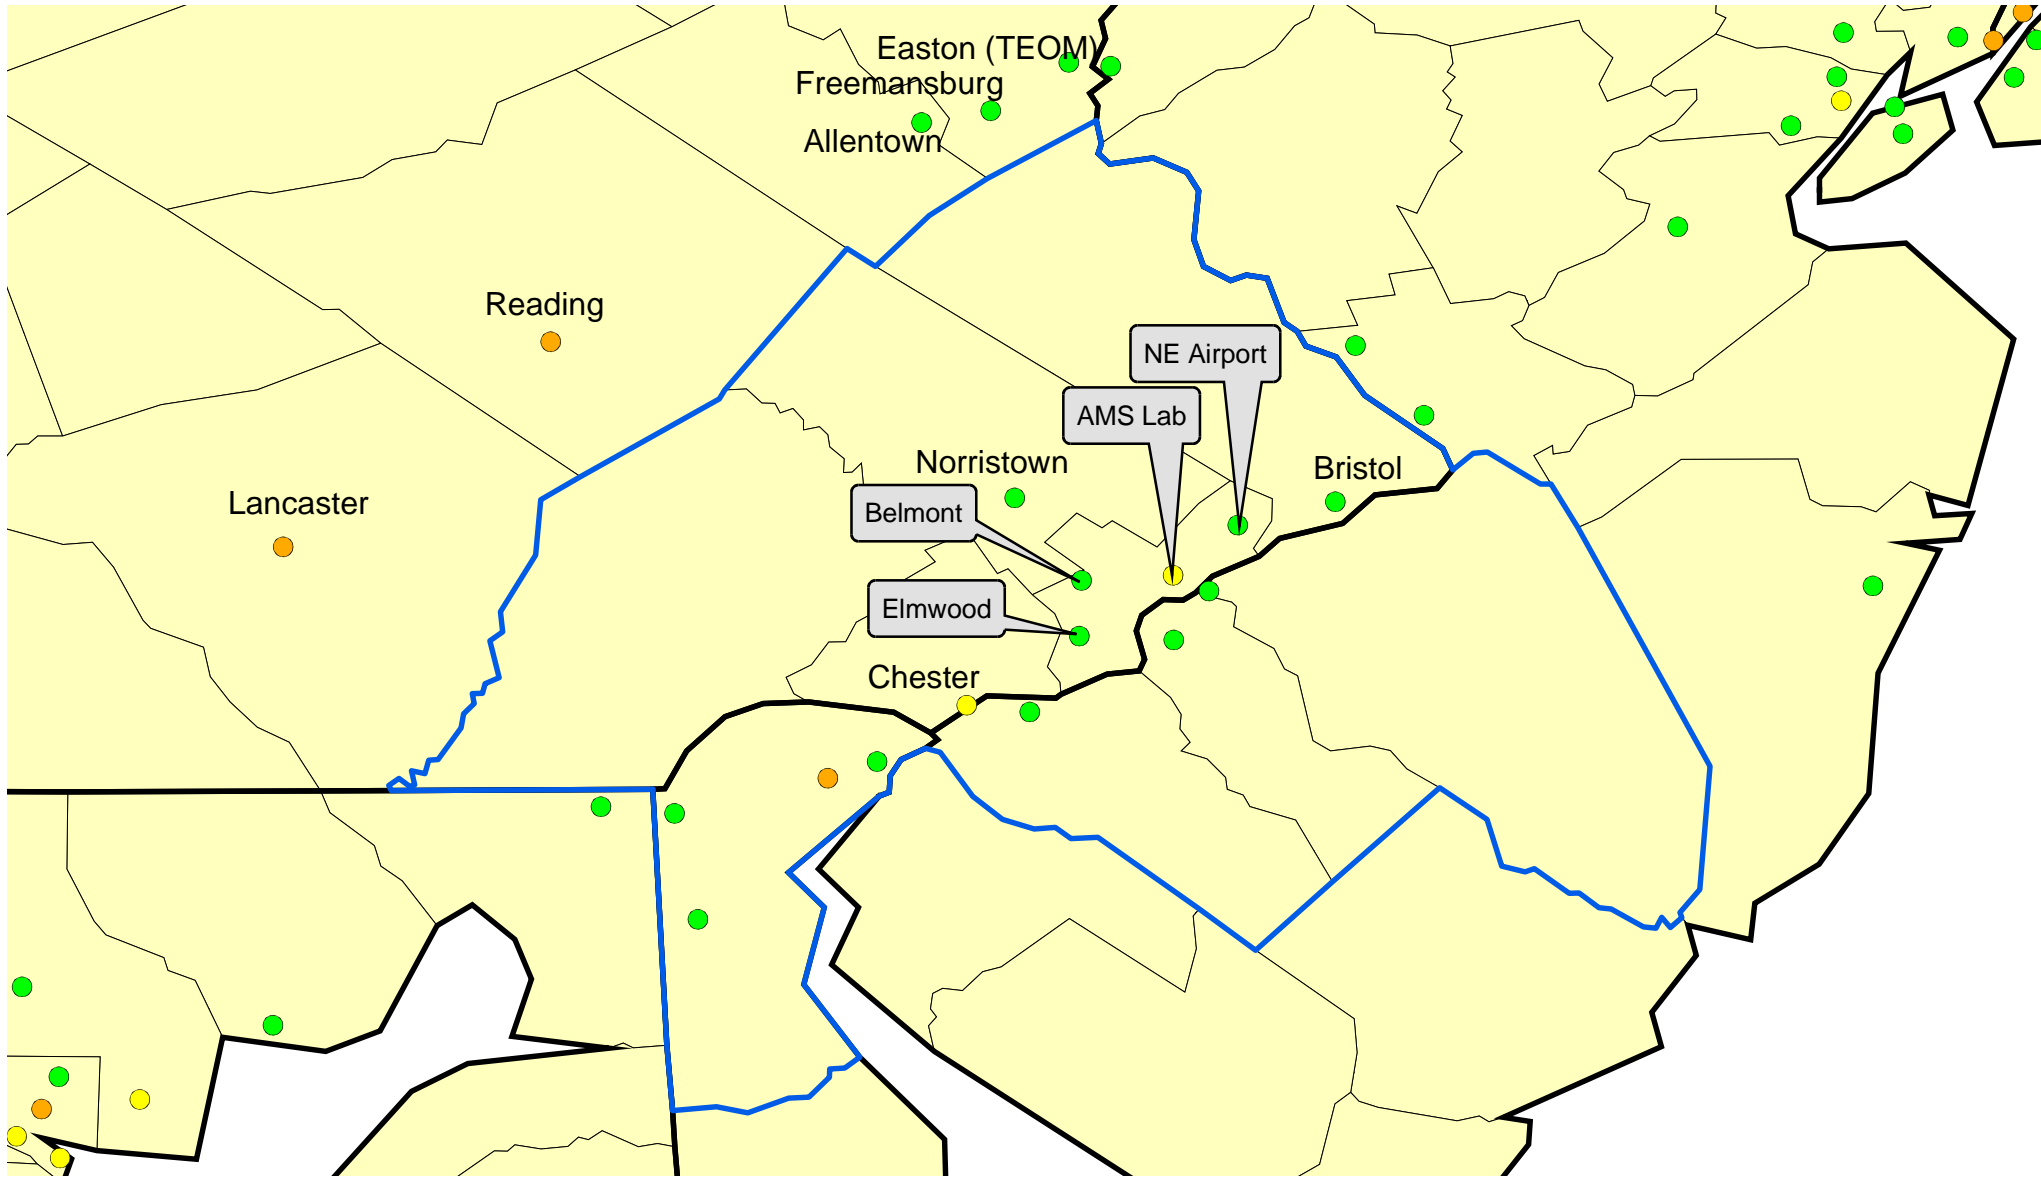 Easton (TEOM)
Freemansburg
Allentown
Reading
NE Airport
AMS Lab
Norristown
Bristol
Lancaster
Belmont
Elmwood
Chester